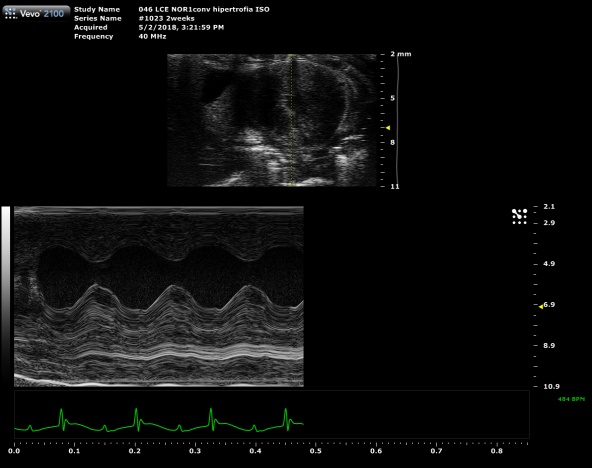 Vevo 2100
Study Name 046 LCE NOR1conv hipertrofia ISO
Series Name #1023 2weeks
Acquired 5/2/2018, 3:21:59 PM
Frequency 40 MHz
2 mm
5
8
11
2.1
2.9
4.9
6.9
8.9
10.9
484 BPM
0.0 0.1 0.2 0.3 0.4 0.5 0.6 0.7 0.8